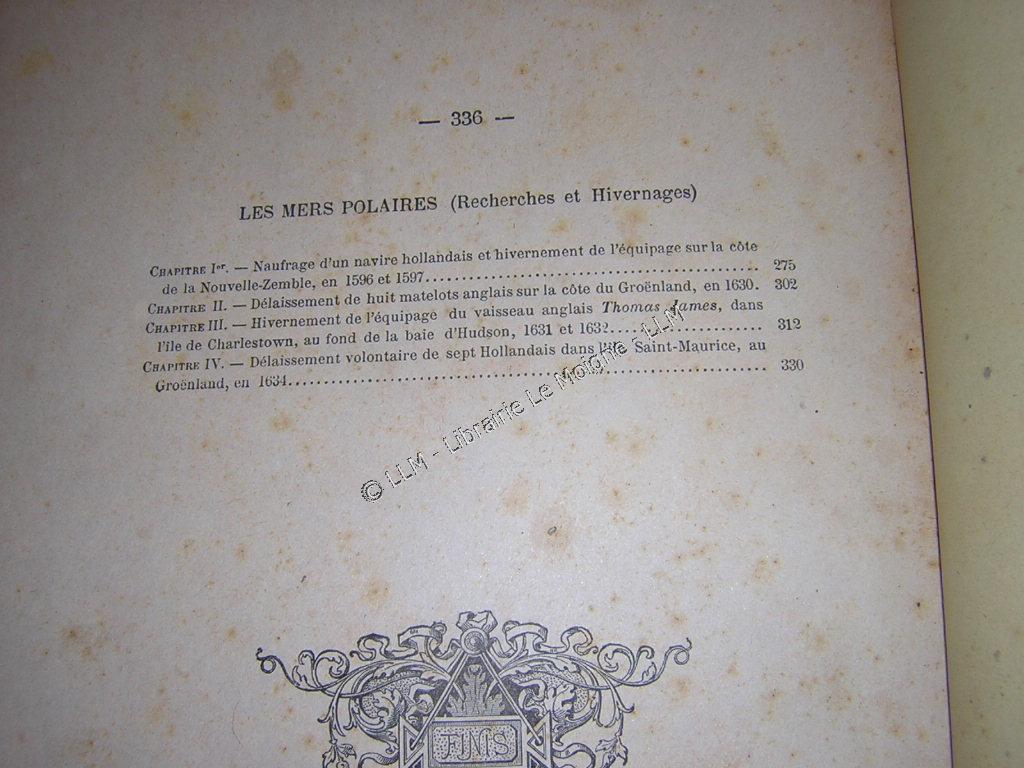 — 336 —
LES MERS POLAIRES (Recherches et Hivernages)
CHAPITRE Ier. — Naufrage d'un navire hollandais et hivernement de l'équipage sur la côte
de la Nouvelle-Zemble, en 1596 et 1597........................................ 275
CHAPITRE II. — Délaissement de huit matelots anglais sur la côte du Groënland, en 1630. 302
CHAPITRE III. — Hivernement de l'équipage du vaisseau anglais Thomas James, dans
l'île de Charlestown, au fond de la baie d'Hudson, 1631 et 1632.................. 312
CHAPITRE IV. — Délaissement volontaire de sept Hollandais dans l'île Saint-Maurice, au
Groënland, en 1634........................................................ 330
© LLM - Librairie Le Moigne - LLM
FINIS